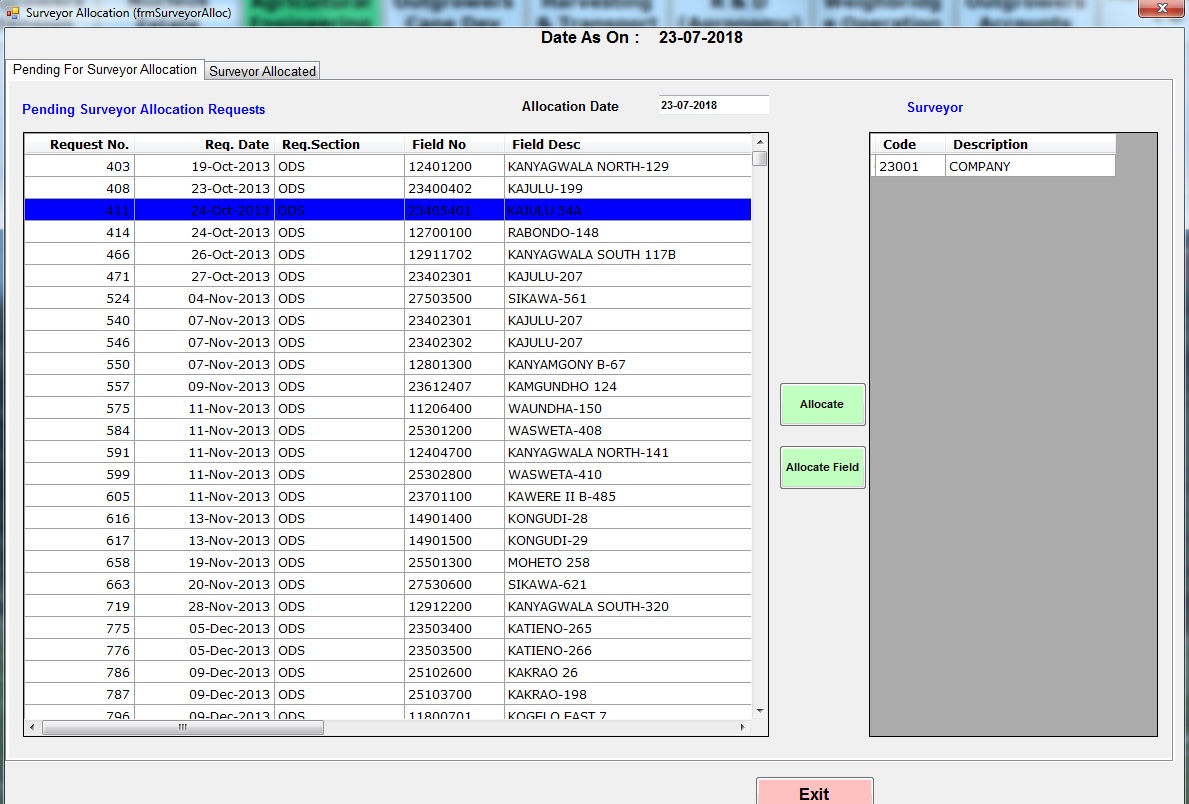 Surveyor Allocation (frmSurveyorAlloc)
Date As On : 23-07-2018
Pending For Surveyor Allocation Surveyor Allocated
Pending Surveyor Allocation Requests Allocation Date 23-07-2018 Surveyor
Request No. Req. Date Req.Section Field No Field Desc Code Description
403 19-Oct-2013 ODS 12401200 KANYAGWALA NORTH-129 23001 COMPANY
408 23-Oct-2013 ODS 23400402 KAJULU-199
411 24-Oct-2013 ODS 23405401 KAJULU 54A
414 24-Oct-2013 ODS 12700100 RABONDO-148
466 26-Oct-2013 ODS 12911702 KANYAGWALA SOUTH 117B
471 27-Oct-2013 ODS 23402301 KAJULU-207
524 04-Nov-2013 ODS 27503500 SIKAWA-561
540 07-Nov-2013 ODS 23402301 KAJULU-207
546 07-Nov-2013 ODS 23402302 KAJULU-207
550 07-Nov-2013 ODS 12801300 KANYAMGONY B-67
557 09-Nov-2013 ODS 23612407 KAMGUNDHO 124
575 11-Nov-2013 ODS 11206400 WAUNDHA-150
Allocate
584 11-Nov-2013 ODS 25301200 WASWETA-408
591 11-Nov-2013 ODS 12404700 KANYAGWALA NORTH-141
Allocate Field
599 11-Nov-2013 ODS 25302800 WASWETA-410
605 11-Nov-2013 ODS 23701100 KAWERE II B-485
616 13-Nov-2013 ODS 14901400 KONGUDI-28
617 13-Nov-2013 ODS 14901500 KONGUDI-29
658 19-Nov-2013 ODS 25501300 MOHETO 258
663 20-Nov-2013 ODS 27530600 SIKAWA-621
719 28-Nov-2013 ODS 12912200 KANYAGWALA SOUTH-320
775 05-Dec-2013 ODS 23503400 KATIENO-265
776 05-Dec-2013 ODS 23503500 KATIENO-266
786 09-Dec-2013 ODS 25102600 KAKRAO 26
787 09-Dec-2013 ODS 25103700 KAKRAO-198
796 09-Dec-2013 ODS 11800701 KOGELO EAST 7
Exit